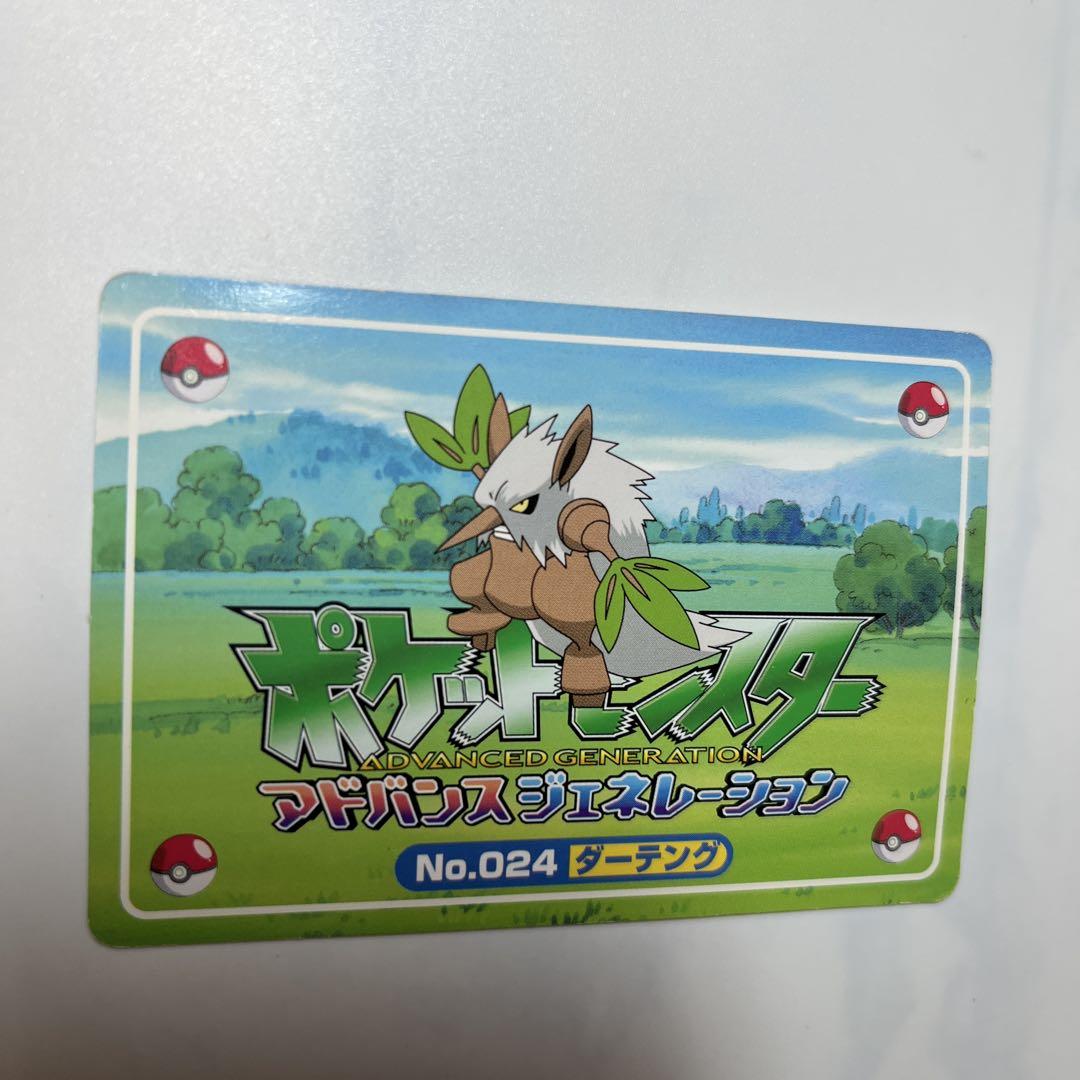 ポケットモンスター
ADVANCED GENERATION
アドバンスジェネレーション
No.024 ダーテング